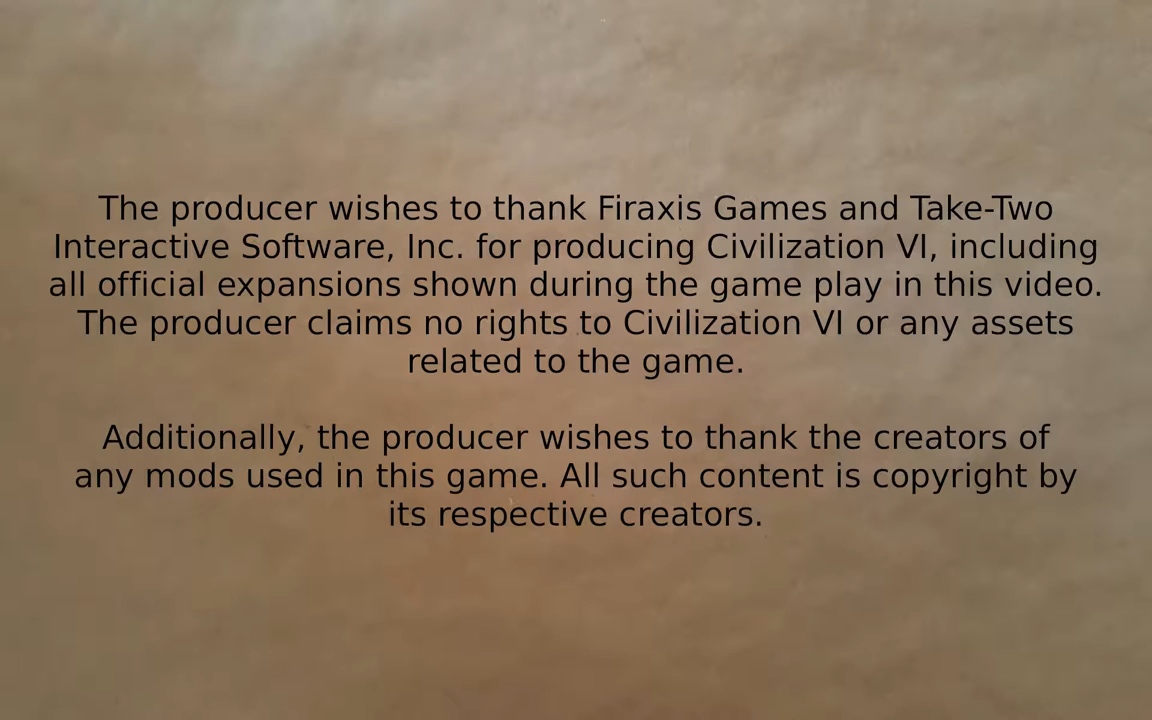 The producer wishes to thank Firaxis Games and Take-Two
Interactive Software, Inc. for producing Civilization VI, including
all official expansions shown during the game play in this video.
The producer claims no rights to Civilization VI or any assets
related to the game.
Additionally, the producer wishes to thank the creators of
any mods used in this game. All such content is copyright by
its respective creators.